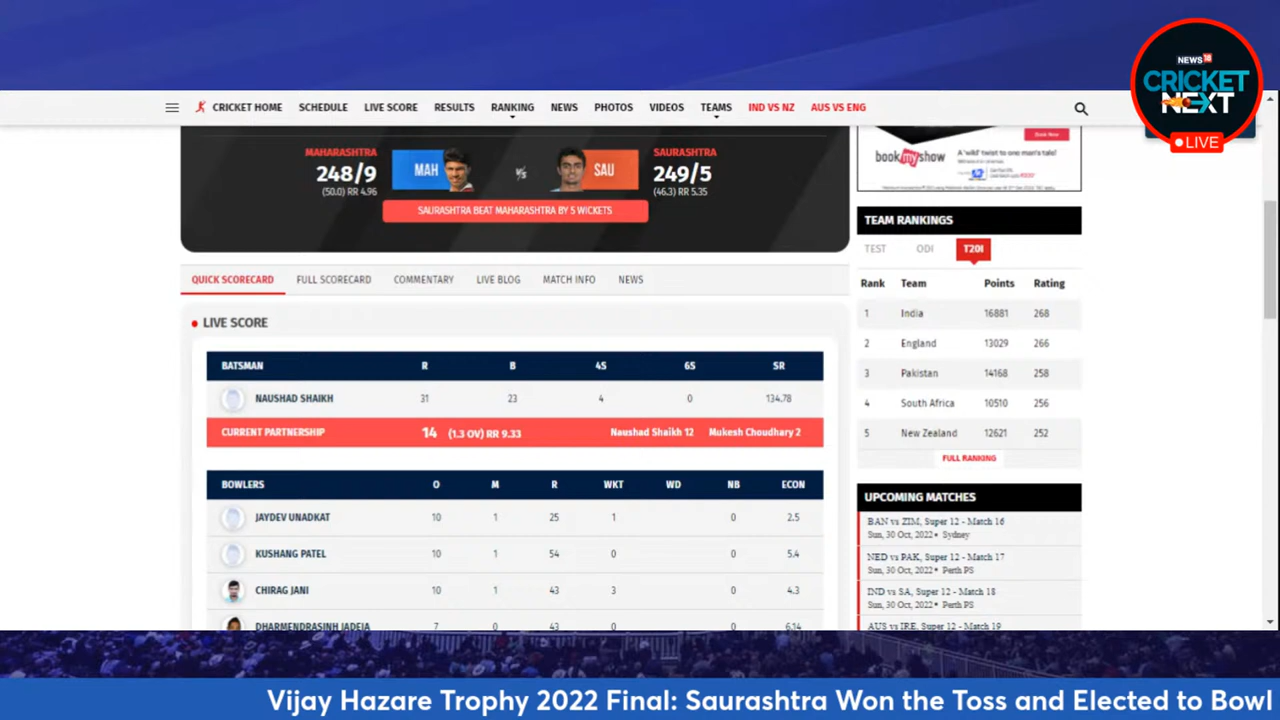 NEWS18
CRICKET
NEXT
LIVE
CRICKET HOME SCHEDULE LIVE SCORE RESULTS RANKING NEWS PHOTOS VIDEOS TEAMS IND VS NZ AUS VS ENG
MAHARASHTRA
248/9
(50.0) RR 4.96
MAH
VS
SAU
SAURASHTRA
249/5
(46.3) RR 5.35
SAURASHTRA BEAT MAHARASHTRA BY 5 WICKETS
Book Now
bookmyshow
A 'wild' twist to one man's tale!
QUICK SCORECARD FULL SCORECARD COMMENTARY LIVE BLOG MATCH INFO NEWS
LIVE SCORE
BATSMAN R B 4S 6S SR
NAUSHAD SHAIKH 31 23 4 0 134.78
CURRENT PARTNERSHIP 14 (1.3 OV) RR 9.33 Naushad Shaikh 12 Mukesh Choudhary 2
BOWLERS O M R WKT WD NB ECON
JAYDEV UNADKAT 10 1 25 1 0 2.5
KUSHANG PATEL 10 1 54 0 0 5.4
CHIRAG JANI 10 1 43 3 0 4.3
DHARMENDRASINH JADEJA 7 0 43 0 0 6.14
TEAM RANKINGS
TEST ODI T20I
Rank Team Points Rating
1 India 16881 268
2 England 13029 266
3 Pakistan 14168 258
4 South Africa 10510 256
5 New Zealand 12621 252
FULL RANKING
UPCOMING MATCHES
BAN vs ZIM, Super 12 - Match 16
Sun, 30 Oct, 2022• Sydney
NED vs PAK, Super 12 - Match 17
Sun, 30 Oct, 2022• Perth PS
IND vs SA, Super 12 - Match 18
Sun, 30 Oct, 2022• Perth PS
AUS vs IRE, Super 12 - Match 19
Vijay Hazare Trophy 2022 Final: Saurashtra Won the Toss and Elected to Bowl